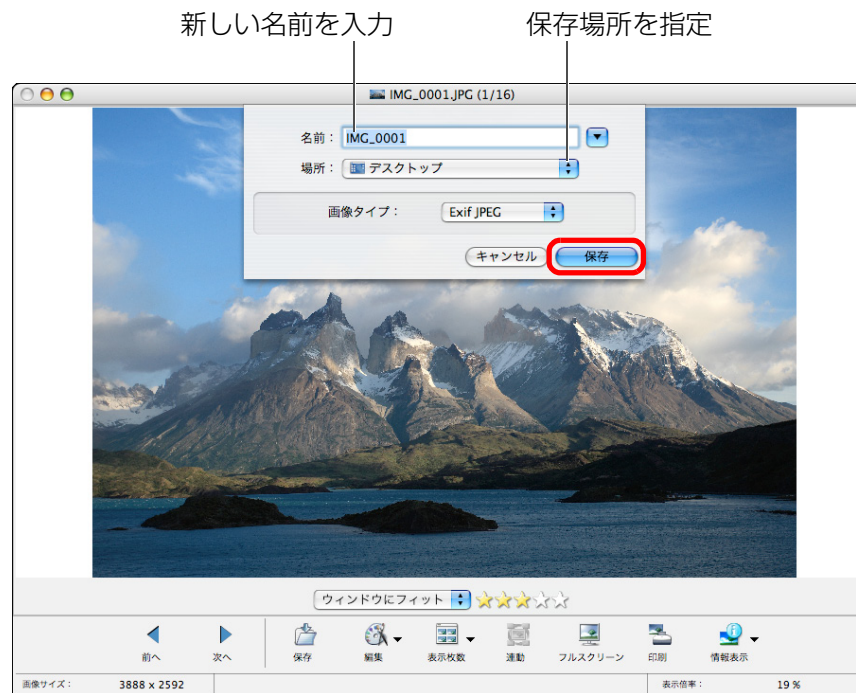 新しい名前を入力
保存場所を指定
IMG_0001.JPG (1/16)
名前： IMG_0001
場所： デスクトップ
画像タイプ： Exif JPEG
キャンセル 保存
ウィンドウにフィット
前へ 次へ 保存 編集 表示枚数 連動 フルスクリーン 印刷 情報表示
画像サイズ： 3888 x 2592 表示倍率： 19 %